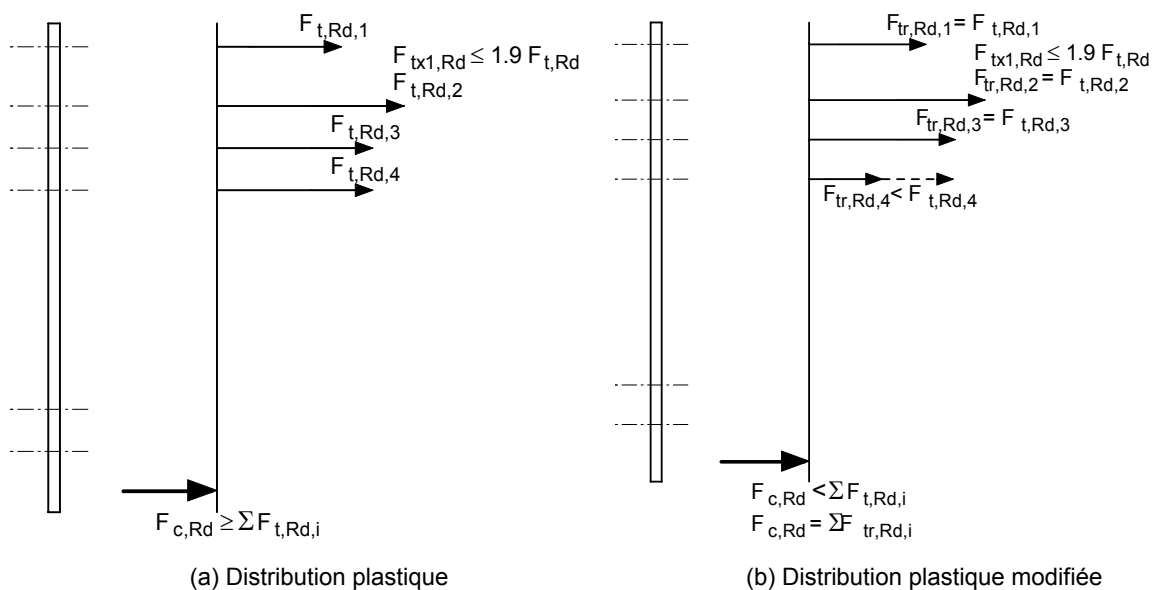 F t,Rd,1
F tx1,Rd ≤ 1.9 F t,Rd
F t,Rd,2
F t,Rd,3
F t,Rd,4
F c,Rd ≥ Σ F t,Rd,i
(a) Distribution plastique
F tr,Rd,1 = F t,Rd,1
F tx1,Rd ≤ 1.9 F t,Rd
F tr,Rd,2 = F t,Rd,2
F tr,Rd,3 = F t,Rd,3
F tr,Rd,4 < F t,Rd,4
F c,Rd < Σ F t,Rd,i
F c,Rd = ΣF tr,Rd,i
(b) Distribution plastique modifiée